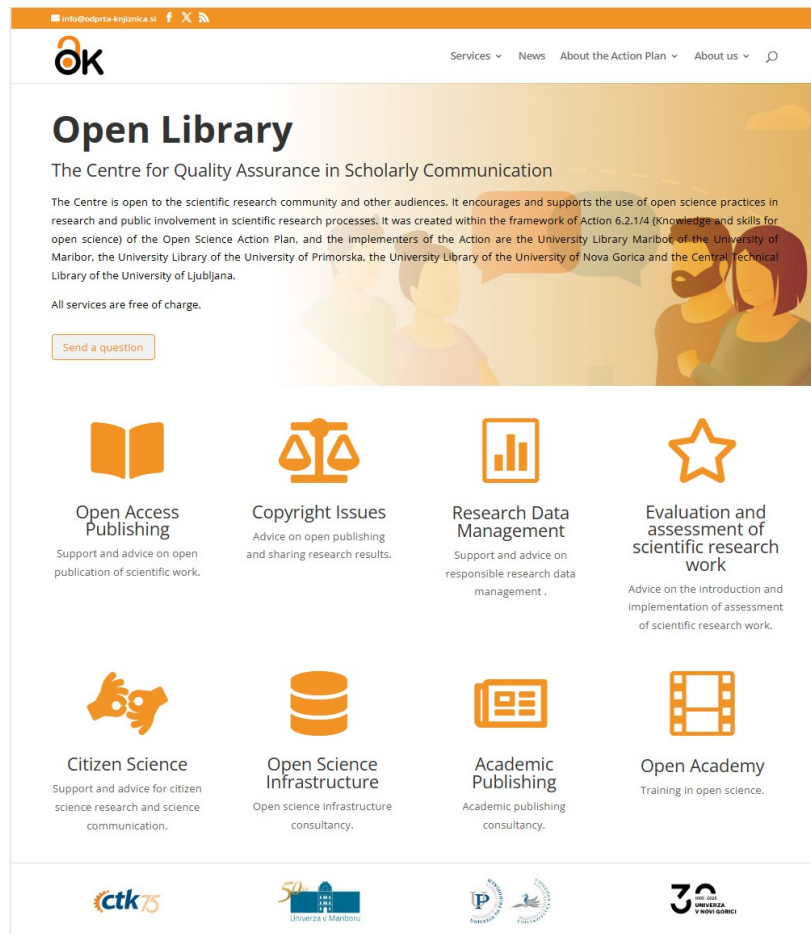 info@odprta-knjiznica.si
OK
Services
News
About the Action Plan
About us
Open Library
The Centre for Quality Assurance in Scholarly Communication
The Centre is open to the scientific research community and other audiences. It encourages and supports the use of open science practices in
research and public involvement in scientific research processes. It was created within the framework of Action 6.2.1/4 (Knowledge and skills for
open science) of the Open Science Action Plan, and the implementers of the Action are the University Library Maribor of the University of
Maribor, the University Library of the University of Primorska, the University Library of the University of Nova Gorica and the Central Technical
Library of the University of Ljubljana.
All services are free of charge.
Send a question
Open Access
Publishing
Support and advice on open
publication of scientific work.
Copyright Issues
Advice on open publishing
and sharing research results.
Research Data
Management
Support and advice on
responsible research data
management .
Evaluation and
assessment of
scientific research
work
Advice on the introduction and
implementation of assessment
of scientific research work.
Citizen Science
Support and advice for citizen
science research and science
communication.
Open Science
Infrastructure
Open science infrastructure
consultancy.
Academic
Publishing
Academic publishing
consultancy.
Open Academy
Training in open science.
ctk 75
50
Univerza v Mariboru
UP
30
1995-2025
UNIVERZA
V NOVI GORICI